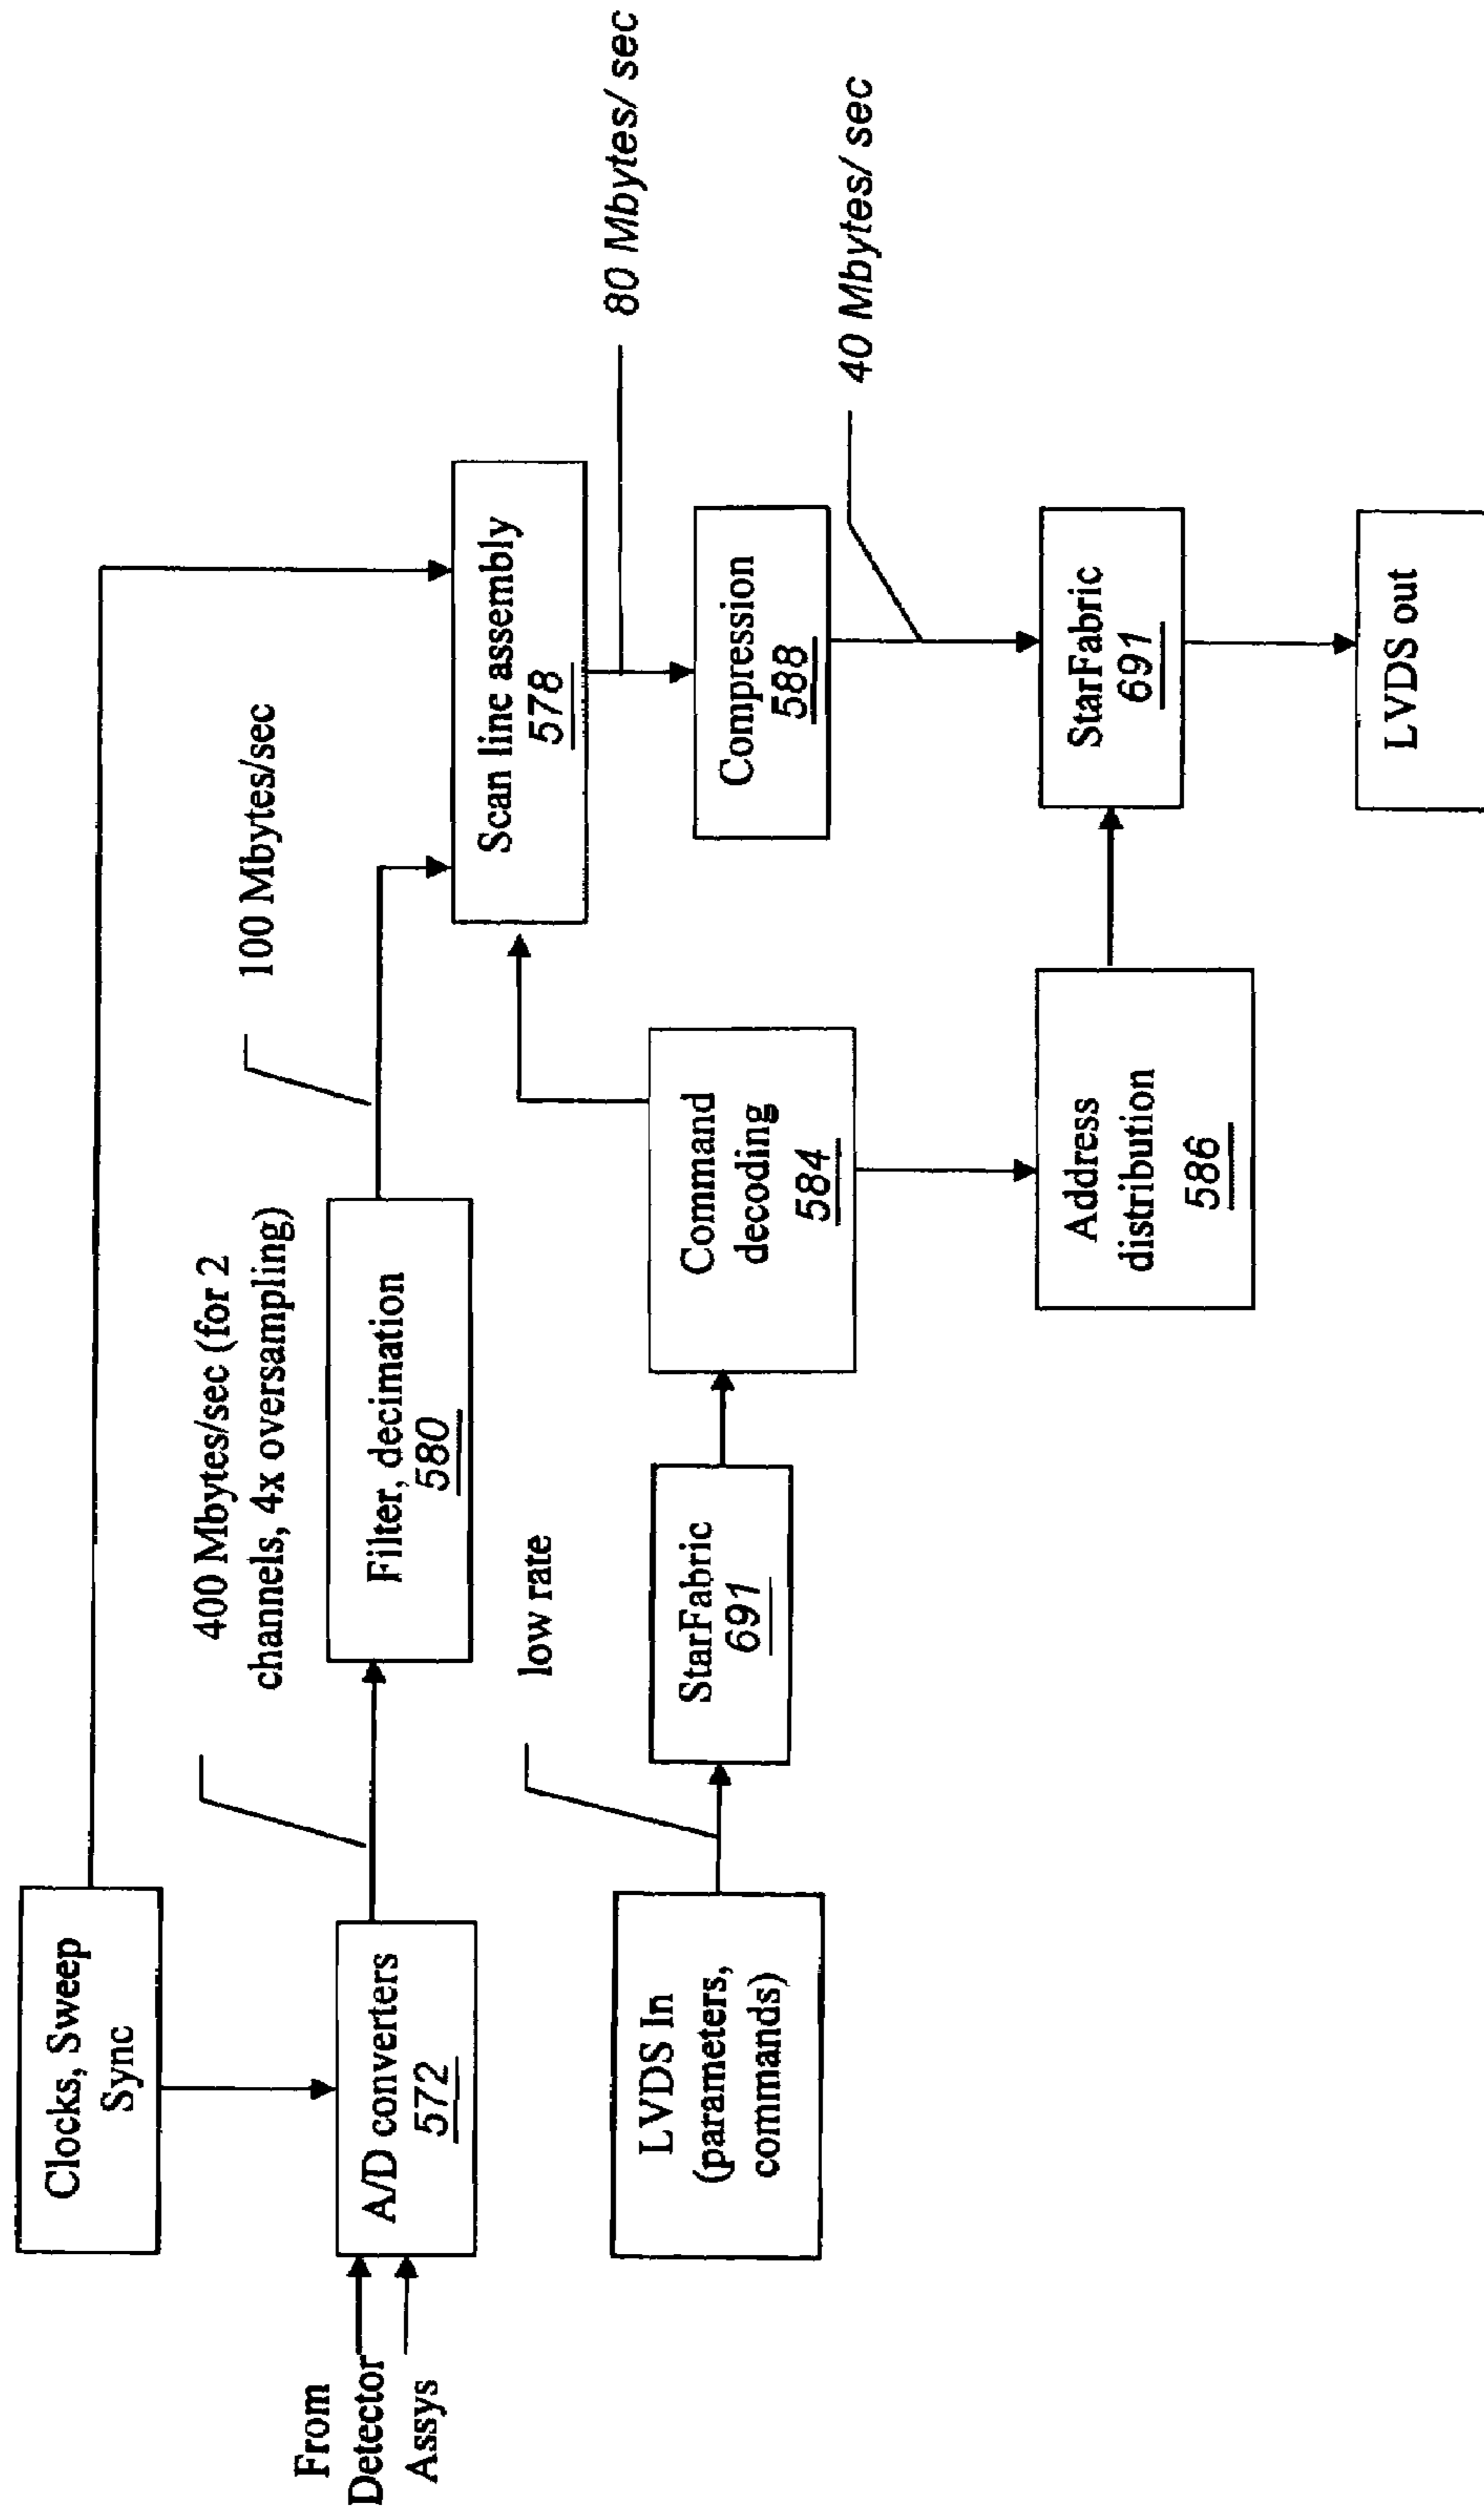 Clocks, Sweep
Sync
From
Detector
Assys
A/D converters
572
400 Mbytes/sec (for 2
channels, 4x oversampling)
Filter, decimation
580
100 Mbytes/sec
Scan line assembly
578
80 Mbytes/ sec
LVDS In
(parameters,
commands)
low rate
StarFabric
691
Command
decoding
584
Compression
588
40 Mbytes/ sec
Address
distribution
586
StarFabric
691
LVDS out